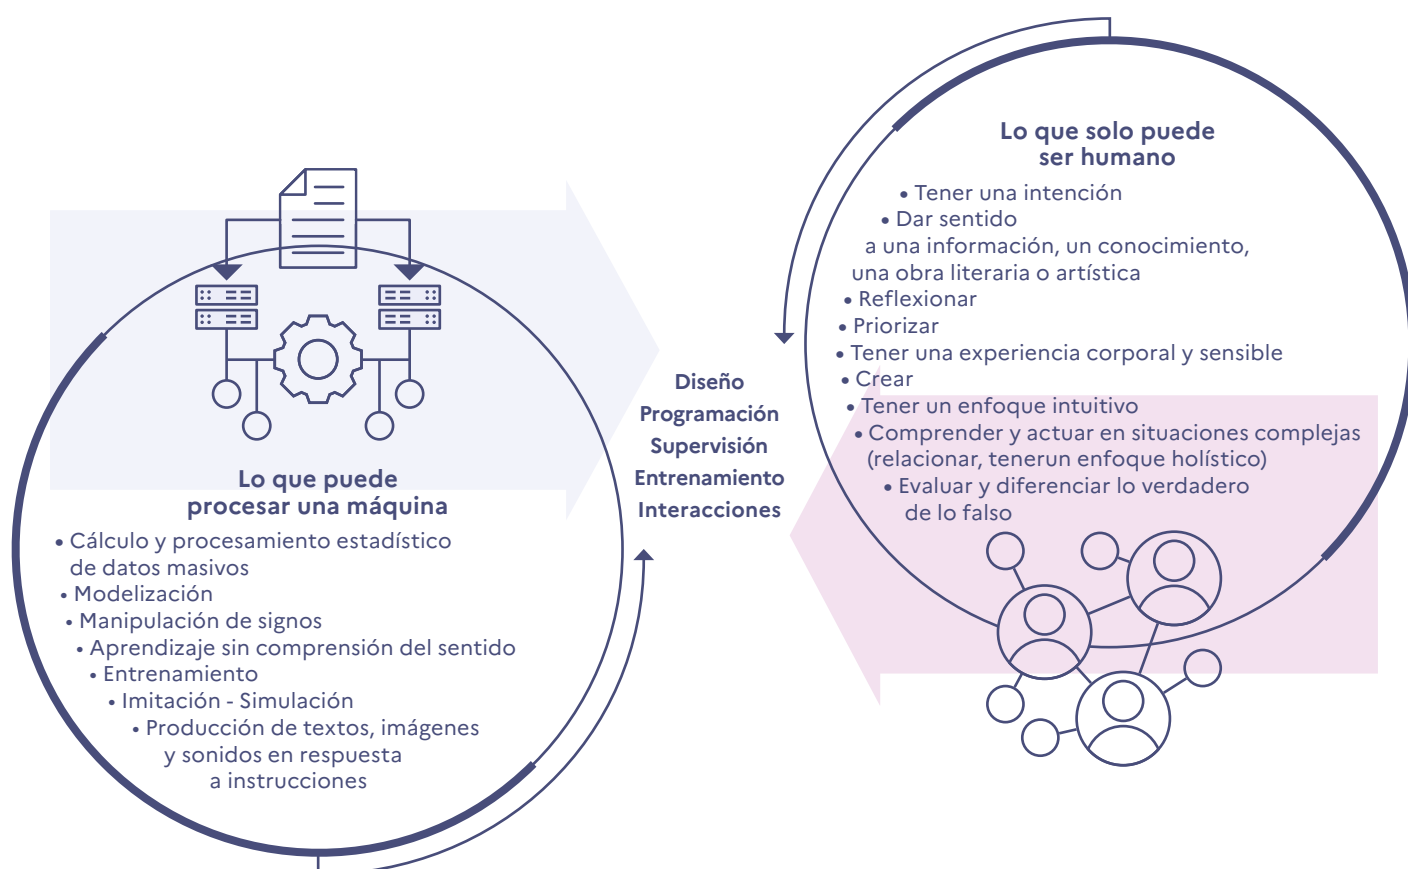 Lo que puede
procesar una máquina
• Cálculo y procesamiento estadístico
de datos masivos
• Modelización
• Manipulación de signos
• Aprendizaje sin comprensión del sentido
• Entrenamiento
• Imitación - Simulación
• Producción de textos, imágenes
y sonidos en respuesta
a instrucciones
Diseño
Programación
Supervisión
Entrenamiento
Interacciones
Lo que solo puede
ser humano
• Tener una intención
• Dar sentido
a una información, un conocimiento,
una obra literaria o artística
• Reflexionar
• Priorizar
• Tener una experiencia corporal y sensible
• Crear
• Tener un enfoque intuitivo
• Comprender y actuar en situaciones complejas
(relacionar, tenerun enfoque holístico)
• Evaluar y diferenciar lo verdadero
de lo falso